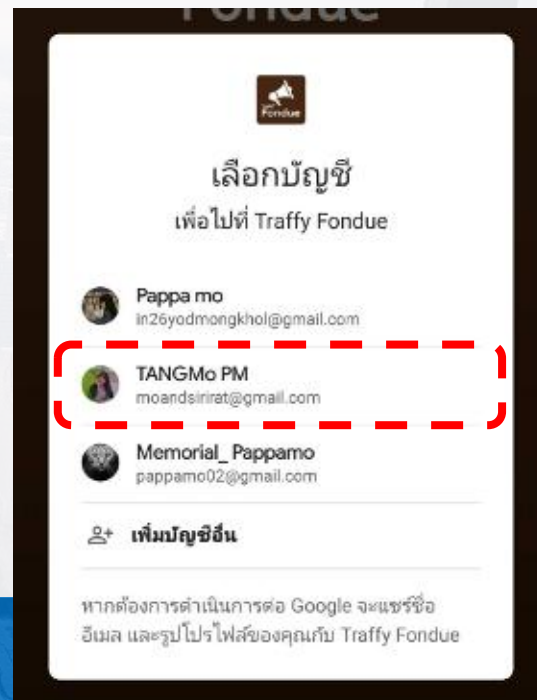 Fondue
Fondue
เลือกบัญชี
เพื่อไปที่ Traffy Fondue
Pappa mo
in26yodmongkhol@gmail.com
TANGMo PM
moandsirirat@gmail.com
Memorial_Pappamo
pappamo02@gmail.com
เพิ่มบัญชีอื่น
หากต้องการดำเนินการต่อ Google จะแชร์ชื่อ
อีเมล และรูปโปรไฟล์ของคุณกับ Traffy Fondue